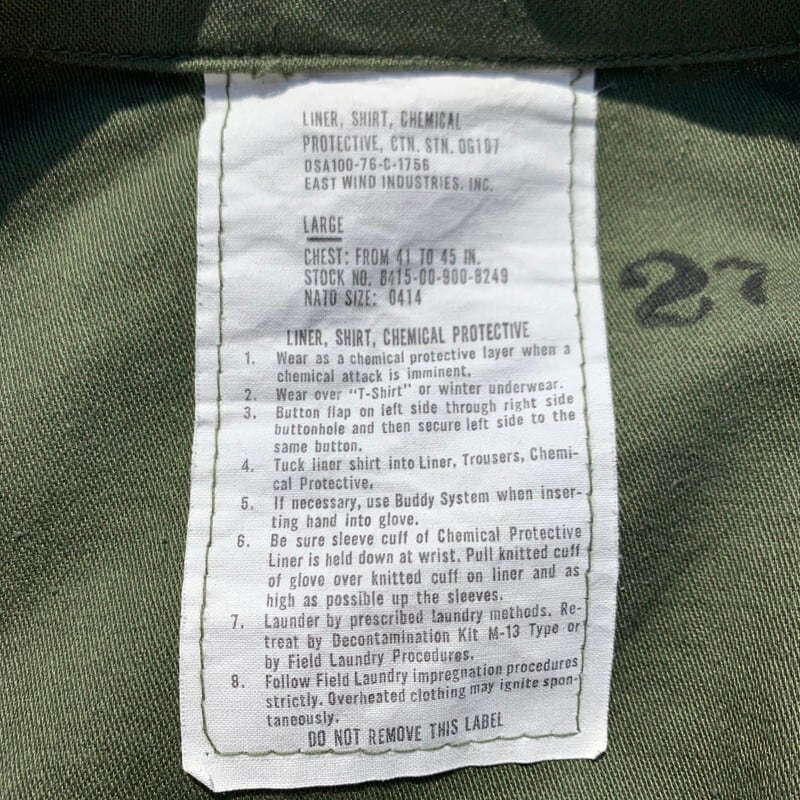 LINER, SHIRT, CHEMICAL
PROTECTIVE, CTN. STN. OG107
DSA100-76-C-1756
EAST WIND INDUSTRIES. INC.
LARGE
CHEST: FROM 41 TO 45 IN.
STOCK NO. 8415-00-900-8249
NATO SIZE: 0414
27
LINER, SHIRT, CHEMICAL PROTECTIVE
1. Wear as a chemical protective layer when a
chemical attack is imminent.
2. Wear over "T-Shirt" or winter underwear.
3. Button flap on left side through right side
buttonhole and then secure left side to the
same button.
4. Tuck liner shirt into Liner, Trousers, Chemi-
cal Protective.
5. If necessary, use Buddy System when inser-
ting hand into glove.
6. Be sure sleeve cuff of Chemical Protective
Liner is held down at wrist. Pull knitted cuff
of glove over knitted cuff on liner and as
high as possible up the sleeves.
7. Launder by prescribed laundry methods. Re-
treat by Decontamination Kit M-13 Type or
by Field Laundry Procedures.
8. Follow Field Laundry impregnation procedures
strictly. Overheated clothing may ignite spon-
taneously.
DO NOT REMOVE THIS LABEL